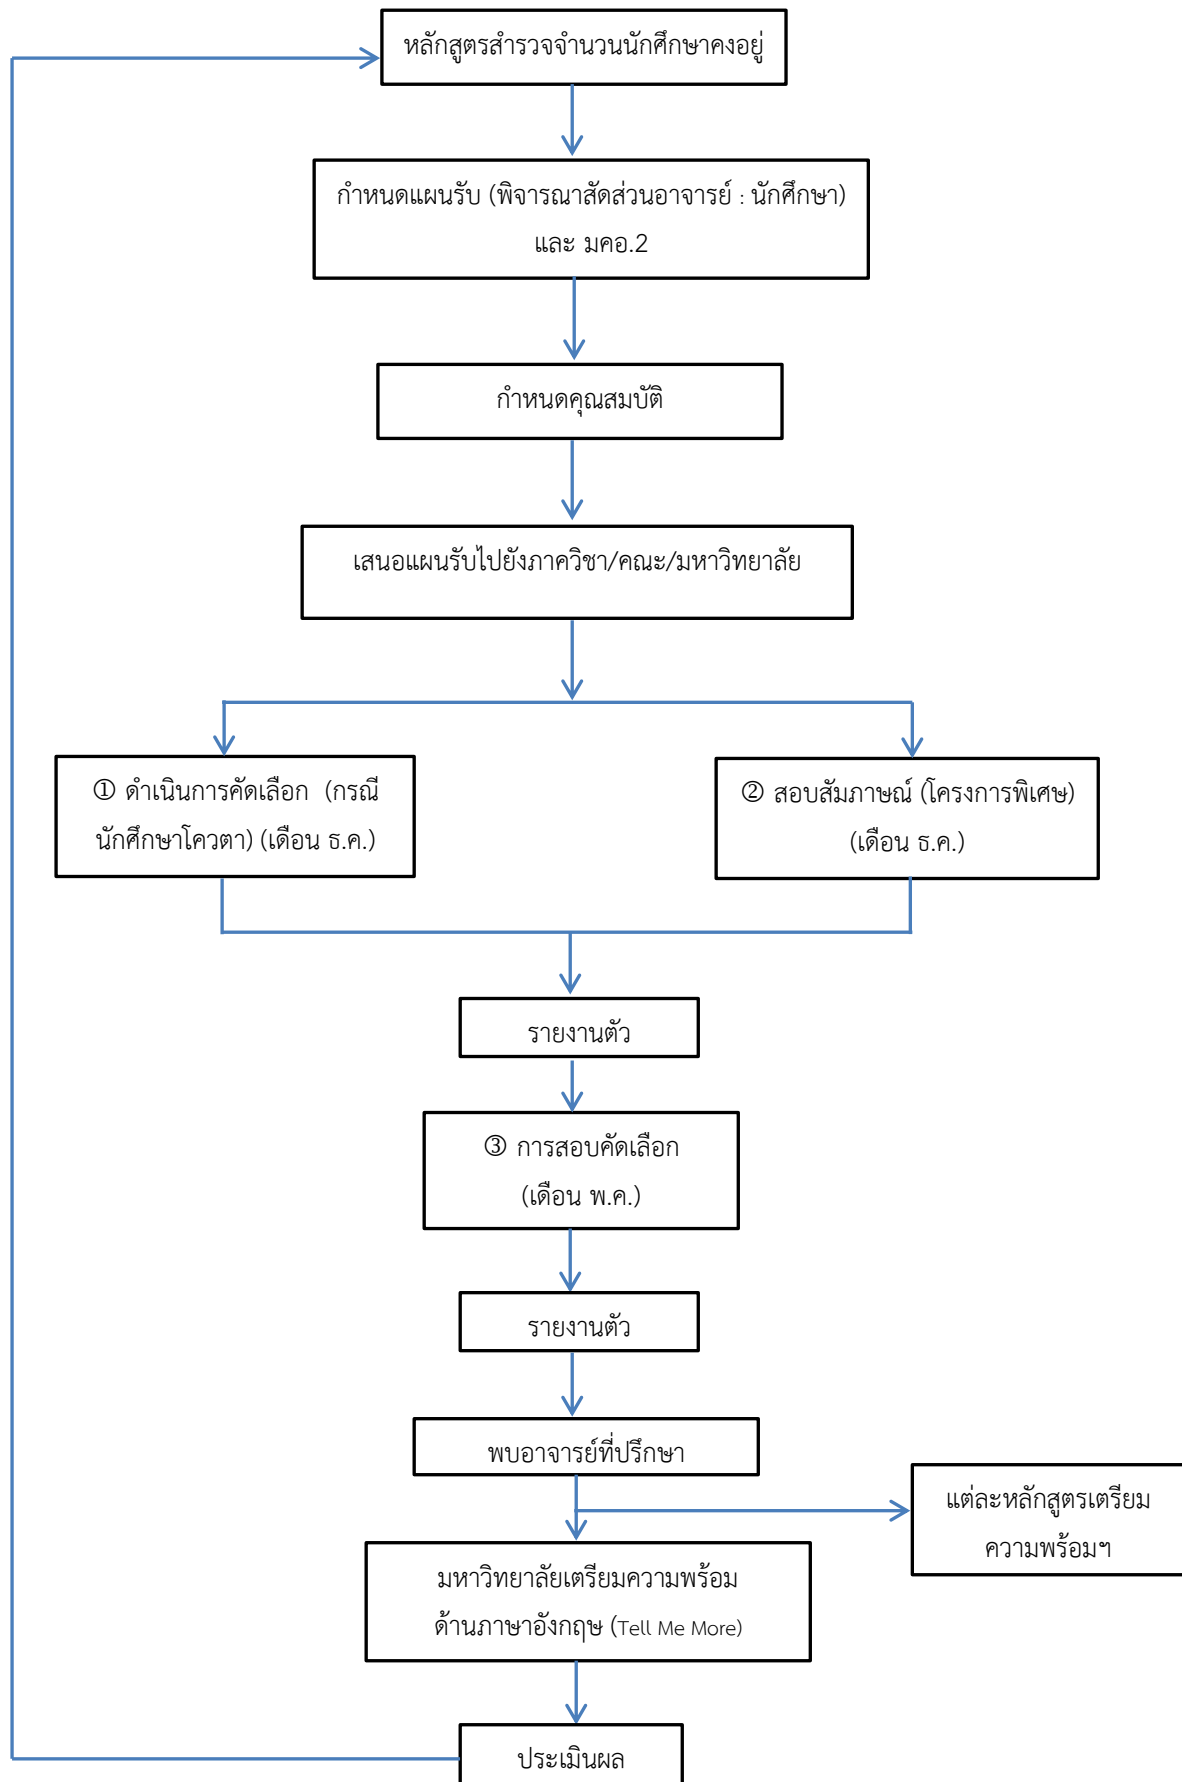 หลักสูตรสำรวจจำนวนนักศึกษาคงอยู่
กำหนดแผนรับ (พิจารณาสัดส่วนอาจารย์ : นักศึกษา)
และ มคอ.2
กำหนดคุณสมบัติ
เสนอแผนรับไปยังภาควิชา/คณะ/มหาวิทยาลัย
① ดำเนินการคัดเลือก (กรณี
นักศึกษาโควตา) (เดือน ธ.ค.)
② สอบสัมภาษณ์ (โครงการพิเศษ)
(เดือน ธ.ค.)
รายงานตัว
③ การสอบคัดเลือก
(เดือน พ.ค.)
รายงานตัว
พบอาจารย์ที่ปรึกษา
แต่ละหลักสูตรเตรียม
ความพร้อมฯ
มหาวิทยาลัยเตรียมความพร้อม
ด้านภาษาอังกฤษ (Tell Me More)
ประเมินผล